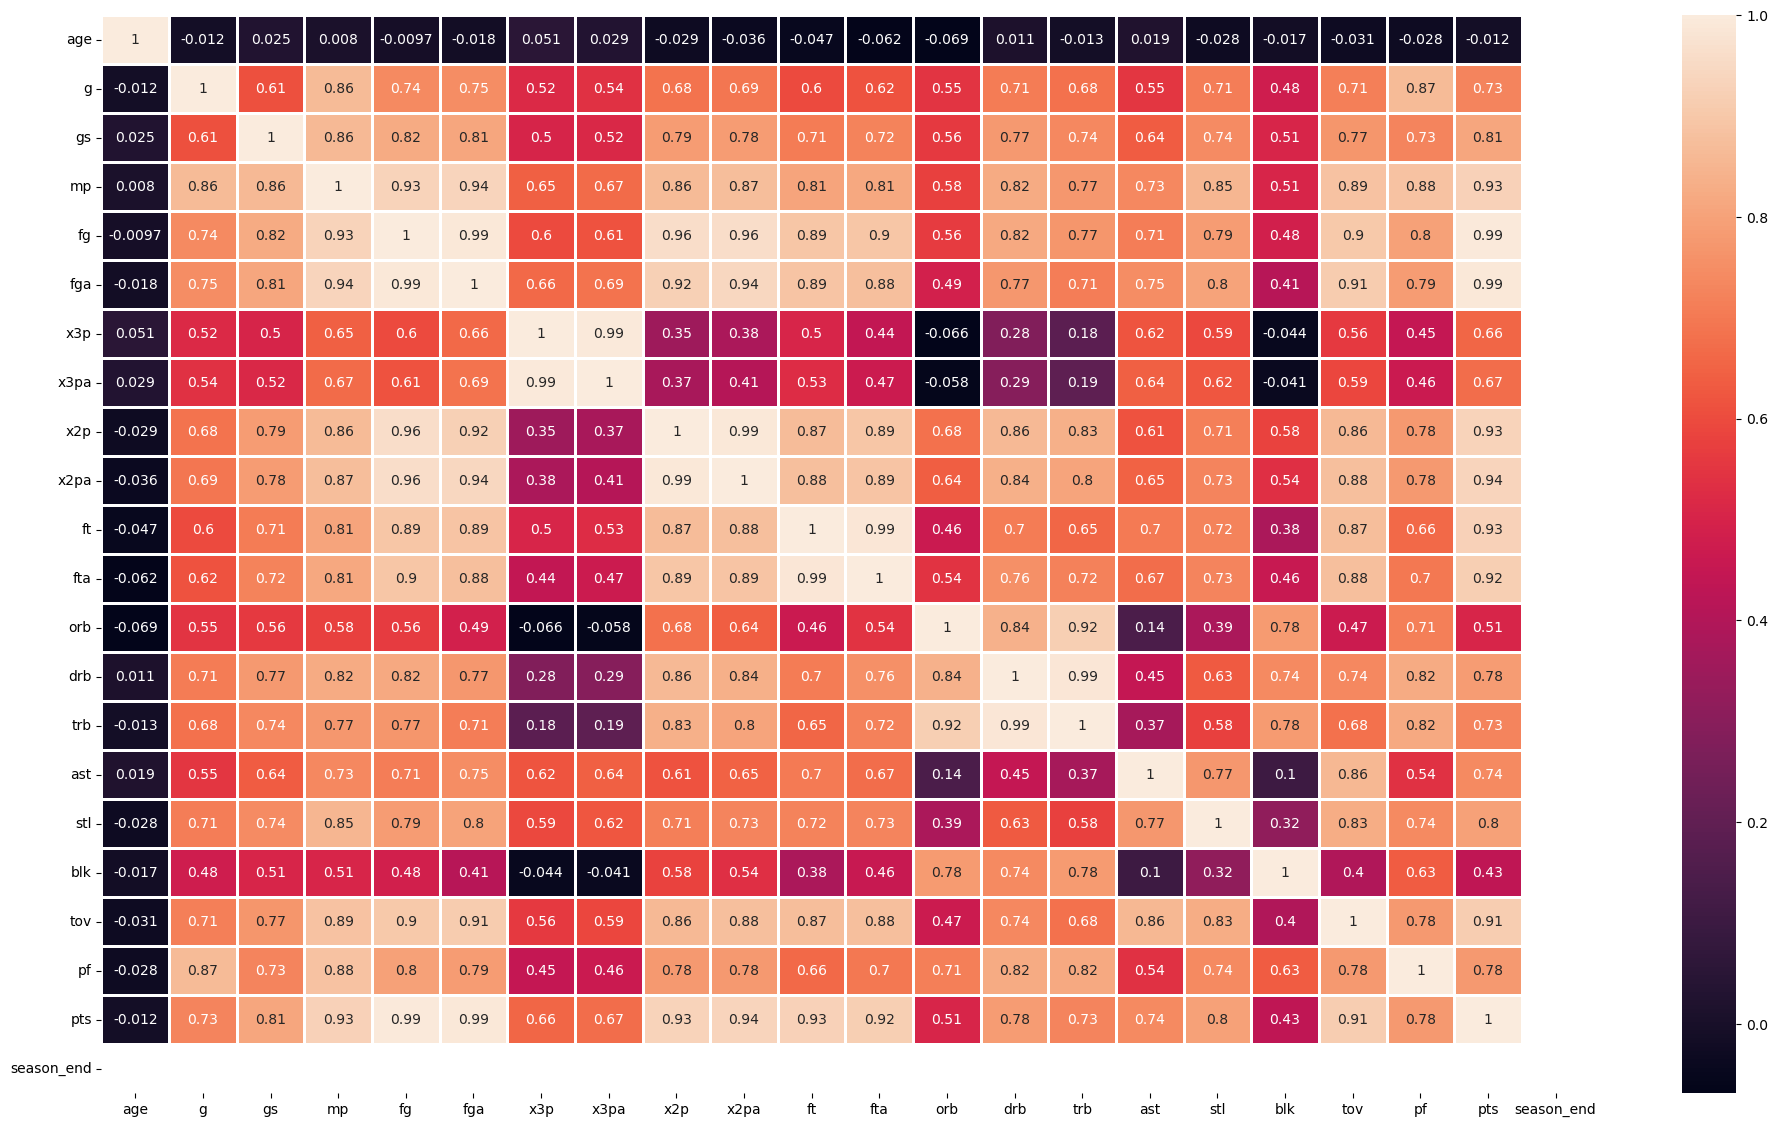 age 1 -0.012 0.025 0.008 -0.0097 -0.018 0.051 0.029 -0.029 -0.036 -0.047 -0.062 -0.069 0.011 -0.013 0.019 -0.028 -0.017 -0.031 -0.028 -0.012
g -0.012 1 0.61 0.86 0.74 0.75 0.52 0.54 0.68 0.69 0.6 0.62 0.55 0.71 0.68 0.55 0.71 0.48 0.71 0.87 0.73
gs 0.025 0.61 1 0.86 0.82 0.81 0.5 0.52 0.79 0.78 0.71 0.72 0.56 0.77 0.74 0.64 0.74 0.51 0.77 0.73 0.81
mp 0.008 0.86 0.86 1 0.93 0.94 0.65 0.67 0.86 0.87 0.81 0.81 0.58 0.82 0.77 0.73 0.85 0.51 0.89 0.88 0.93
fg -0.0097 0.74 0.82 0.93 1 0.99 0.6 0.61 0.96 0.96 0.89 0.9 0.56 0.82 0.77 0.71 0.79 0.48 0.9 0.8 0.99
fga -0.018 0.75 0.81 0.94 0.99 1 0.66 0.69 0.92 0.94 0.89 0.88 0.49 0.77 0.71 0.75 0.8 0.41 0.91 0.79 0.99
x3p 0.051 0.52 0.5 0.65 0.6 0.66 1 0.99 0.35 0.38 0.5 0.44 -0.066 0.28 0.18 0.62 0.59 -0.044 0.56 0.45 0.66
x3pa 0.029 0.54 0.52 0.67 0.61 0.69 0.99 1 0.37 0.41 0.53 0.47 -0.058 0.29 0.19 0.64 0.62 -0.041 0.59 0.46 0.67
x2p -0.029 0.68 0.79 0.86 0.96 0.92 0.35 0.37 1 0.99 0.87 0.89 0.68 0.86 0.83 0.61 0.71 0.58 0.86 0.78 0.93
x2pa -0.036 0.69 0.78 0.87 0.96 0.94 0.38 0.41 0.99 1 0.88 0.89 0.64 0.84 0.8 0.65 0.73 0.54 0.88 0.78 0.94
ft -0.047 0.6 0.71 0.81 0.89 0.89 0.5 0.53 0.87 0.88 1 0.99 0.46 0.7 0.65 0.7 0.72 0.38 0.87 0.66 0.93
fta -0.062 0.62 0.72 0.81 0.9 0.88 0.44 0.47 0.89 0.89 0.99 1 0.54 0.76 0.72 0.67 0.73 0.46 0.88 0.7 0.92
orb -0.069 0.55 0.56 0.58 0.56 0.49 -0.066 -0.058 0.68 0.64 0.46 0.54 1 0.84 0.92 0.14 0.39 0.78 0.47 0.71 0.51
drb 0.011 0.71 0.77 0.82 0.82 0.77 0.28 0.29 0.86 0.84 0.7 0.76 0.84 1 0.99 0.45 0.63 0.74 0.74 0.82 0.78
trb -0.013 0.68 0.74 0.77 0.77 0.71 0.18 0.19 0.83 0.8 0.65 0.72 0.92 0.99 1 0.37 0.58 0.78 0.68 0.82 0.73
ast 0.019 0.55 0.64 0.73 0.71 0.75 0.62 0.64 0.61 0.65 0.7 0.67 0.14 0.45 0.37 1 0.77 0.1 0.86 0.54 0.74
stl -0.028 0.71 0.74 0.85 0.79 0.8 0.59 0.62 0.71 0.73 0.72 0.73 0.39 0.63 0.58 0.77 1 0.32 0.83 0.74 0.8
blk -0.017 0.48 0.51 0.51 0.48 0.41 -0.044 -0.041 0.58 0.54 0.38 0.46 0.78 0.74 0.78 0.1 0.32 1 0.4 0.63 0.43
tov -0.031 0.71 0.77 0.89 0.9 0.91 0.56 0.59 0.86 0.88 0.87 0.88 0.47 0.74 0.68 0.86 0.83 0.4 1 0.78 0.91
pf -0.028 0.87 0.73 0.88 0.8 0.79 0.45 0.46 0.78 0.78 0.66 0.7 0.71 0.82 0.82 0.54 0.74 0.63 0.78 1 0.78
pts -0.012 0.73 0.81 0.93 0.99 0.99 0.66 0.67 0.93 0.94 0.93 0.92 0.51 0.78 0.73 0.74 0.8 0.43 0.91 0.78 1
season_end
age g gs mp fg fga x3p x3pa x2p x2pa ft fta orb drb trb ast stl blk tov pf pts season_end
1.0
0.8
0.6
0.4
0.2
0.0